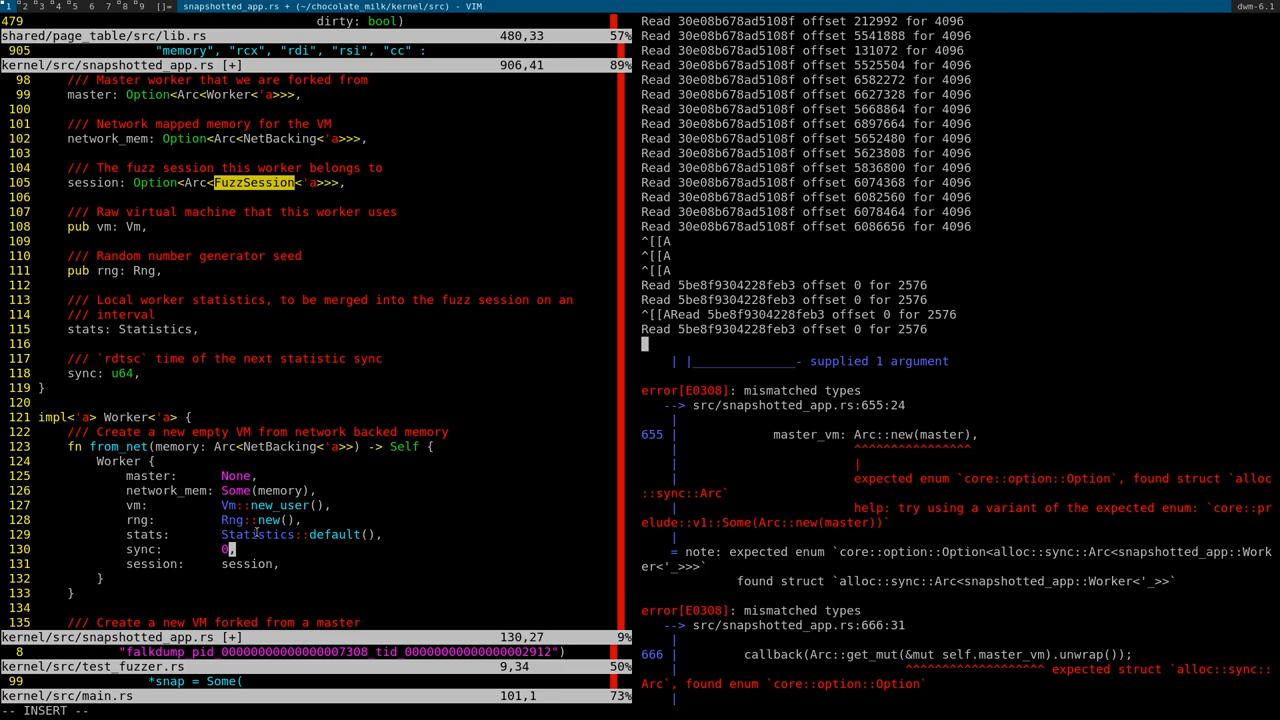 1 2 3 4 5 6 7 8 9 []= snapshotted_app.rs + (~/chocolate_milk/kernel/src) - VIM dwm-6.1
479 dirty: bool)
shared/page_table/src/lib.rs 480,33 57%
905 "memory", "rcx", "rdi", "rsi", "cc" :
kernel/src/snapshotted_app.rs [+] 906,41 89%
98 /// Master worker that we are forked from
99 master: Option<Arc<Worker<'a>>>,
100
101 /// Network mapped memory for the VM
102 network_mem: Option<Arc<NetBacking<'a>>>,
103
104 /// The fuzz session this worker belongs to
105 session: Option<Arc<FuzzSession<'a>>>,
106
107 /// Raw virtual machine that this worker uses
108 pub vm: Vm,
109
110 /// Random number generator seed
111 pub rng: Rng,
112
113 /// Local worker statistics, to be merged into the fuzz session on an
114 /// interval
115 stats: Statistics,
116
117 /// `rdtsc` time of the next statistic sync
118 sync: u64,
119 }
120
121 impl<'a> Worker<'a> {
122 /// Create a new empty VM from network backed memory
123 fn from_net(memory: Arc<NetBacking<'a>>) -> Self {
124 Worker {
125 master: None,
126 network_mem: Some(memory),
127 vm: Vm::new_user(),
128 rng: Rng::new(),
129 stats: Statistics::default(),
130 sync: 0,
131 session: session,
132 }
133 }
134
135 /// Create a new VM forked from a master
kernel/src/snapshotted_app.rs [+] 130,27 9%
8 "falkdump_pid_00000000000000007308_tid_00000000000000002912")
kernel/src/test_fuzzer.rs 9,34 50%
99 *snap = Some(
kernel/src/main.rs 101,1 73%
-- INSERT --
Read 30e08b678ad5108f offset 212992 for 4096
Read 30e08b678ad5108f offset 5541888 for 4096
Read 30e08b678ad5108f offset 131072 for 4096
Read 30e08b678ad5108f offset 5525504 for 4096
Read 30e08b678ad5108f offset 6582272 for 4096
Read 30e08b678ad5108f offset 6627328 for 4096
Read 30e08b678ad5108f offset 5668864 for 4096
Read 30e08b678ad5108f offset 6897664 for 4096
Read 30e08b678ad5108f offset 5652480 for 4096
Read 30e08b678ad5108f offset 5623808 for 4096
Read 30e08b678ad5108f offset 5836800 for 4096
Read 30e08b678ad5108f offset 6074368 for 4096
Read 30e08b678ad5108f offset 6082560 for 4096
Read 30e08b678ad5108f offset 6078464 for 4096
Read 30e08b678ad5108f offset 6086656 for 4096
^[[A
^[[A
^[[A
Read 5be8f9304228feb3 offset 0 for 2576
Read 5be8f9304228feb3 offset 0 for 2576
^[[ARead 5be8f9304228feb3 offset 0 for 2576
Read 5be8f9304228feb3 offset 0 for 2576
| |______________- supplied 1 argument
error[E0308]: mismatched types
--> src/snapshotted_app.rs:655:24
|
655 | master_vm: Arc::new(master),
| ^^^^^^^^^^^^^^^^
| |
| expected enum `core::option::Option`, found struct `alloc
::sync::Arc`
| help: try using a variant of the expected enum: `core::pr
elude::v1::Some(Arc::new(master))`
|
= note: expected enum `core::option::Option<alloc::sync::Arc<snapshotted_app::Work
er<'_>>>`
found struct `alloc::sync::Arc<snapshotted_app::Worker<'_>>`
error[E0308]: mismatched types
--> src/snapshotted_app.rs:666:31
|
666 | callback(Arc::get_mut(&mut self.master_vm).unwrap());
| ^^^^^^^^^^^^^^^^^^^ expected struct `alloc::sync::
Arc`, found enum `core::option::Option`
|